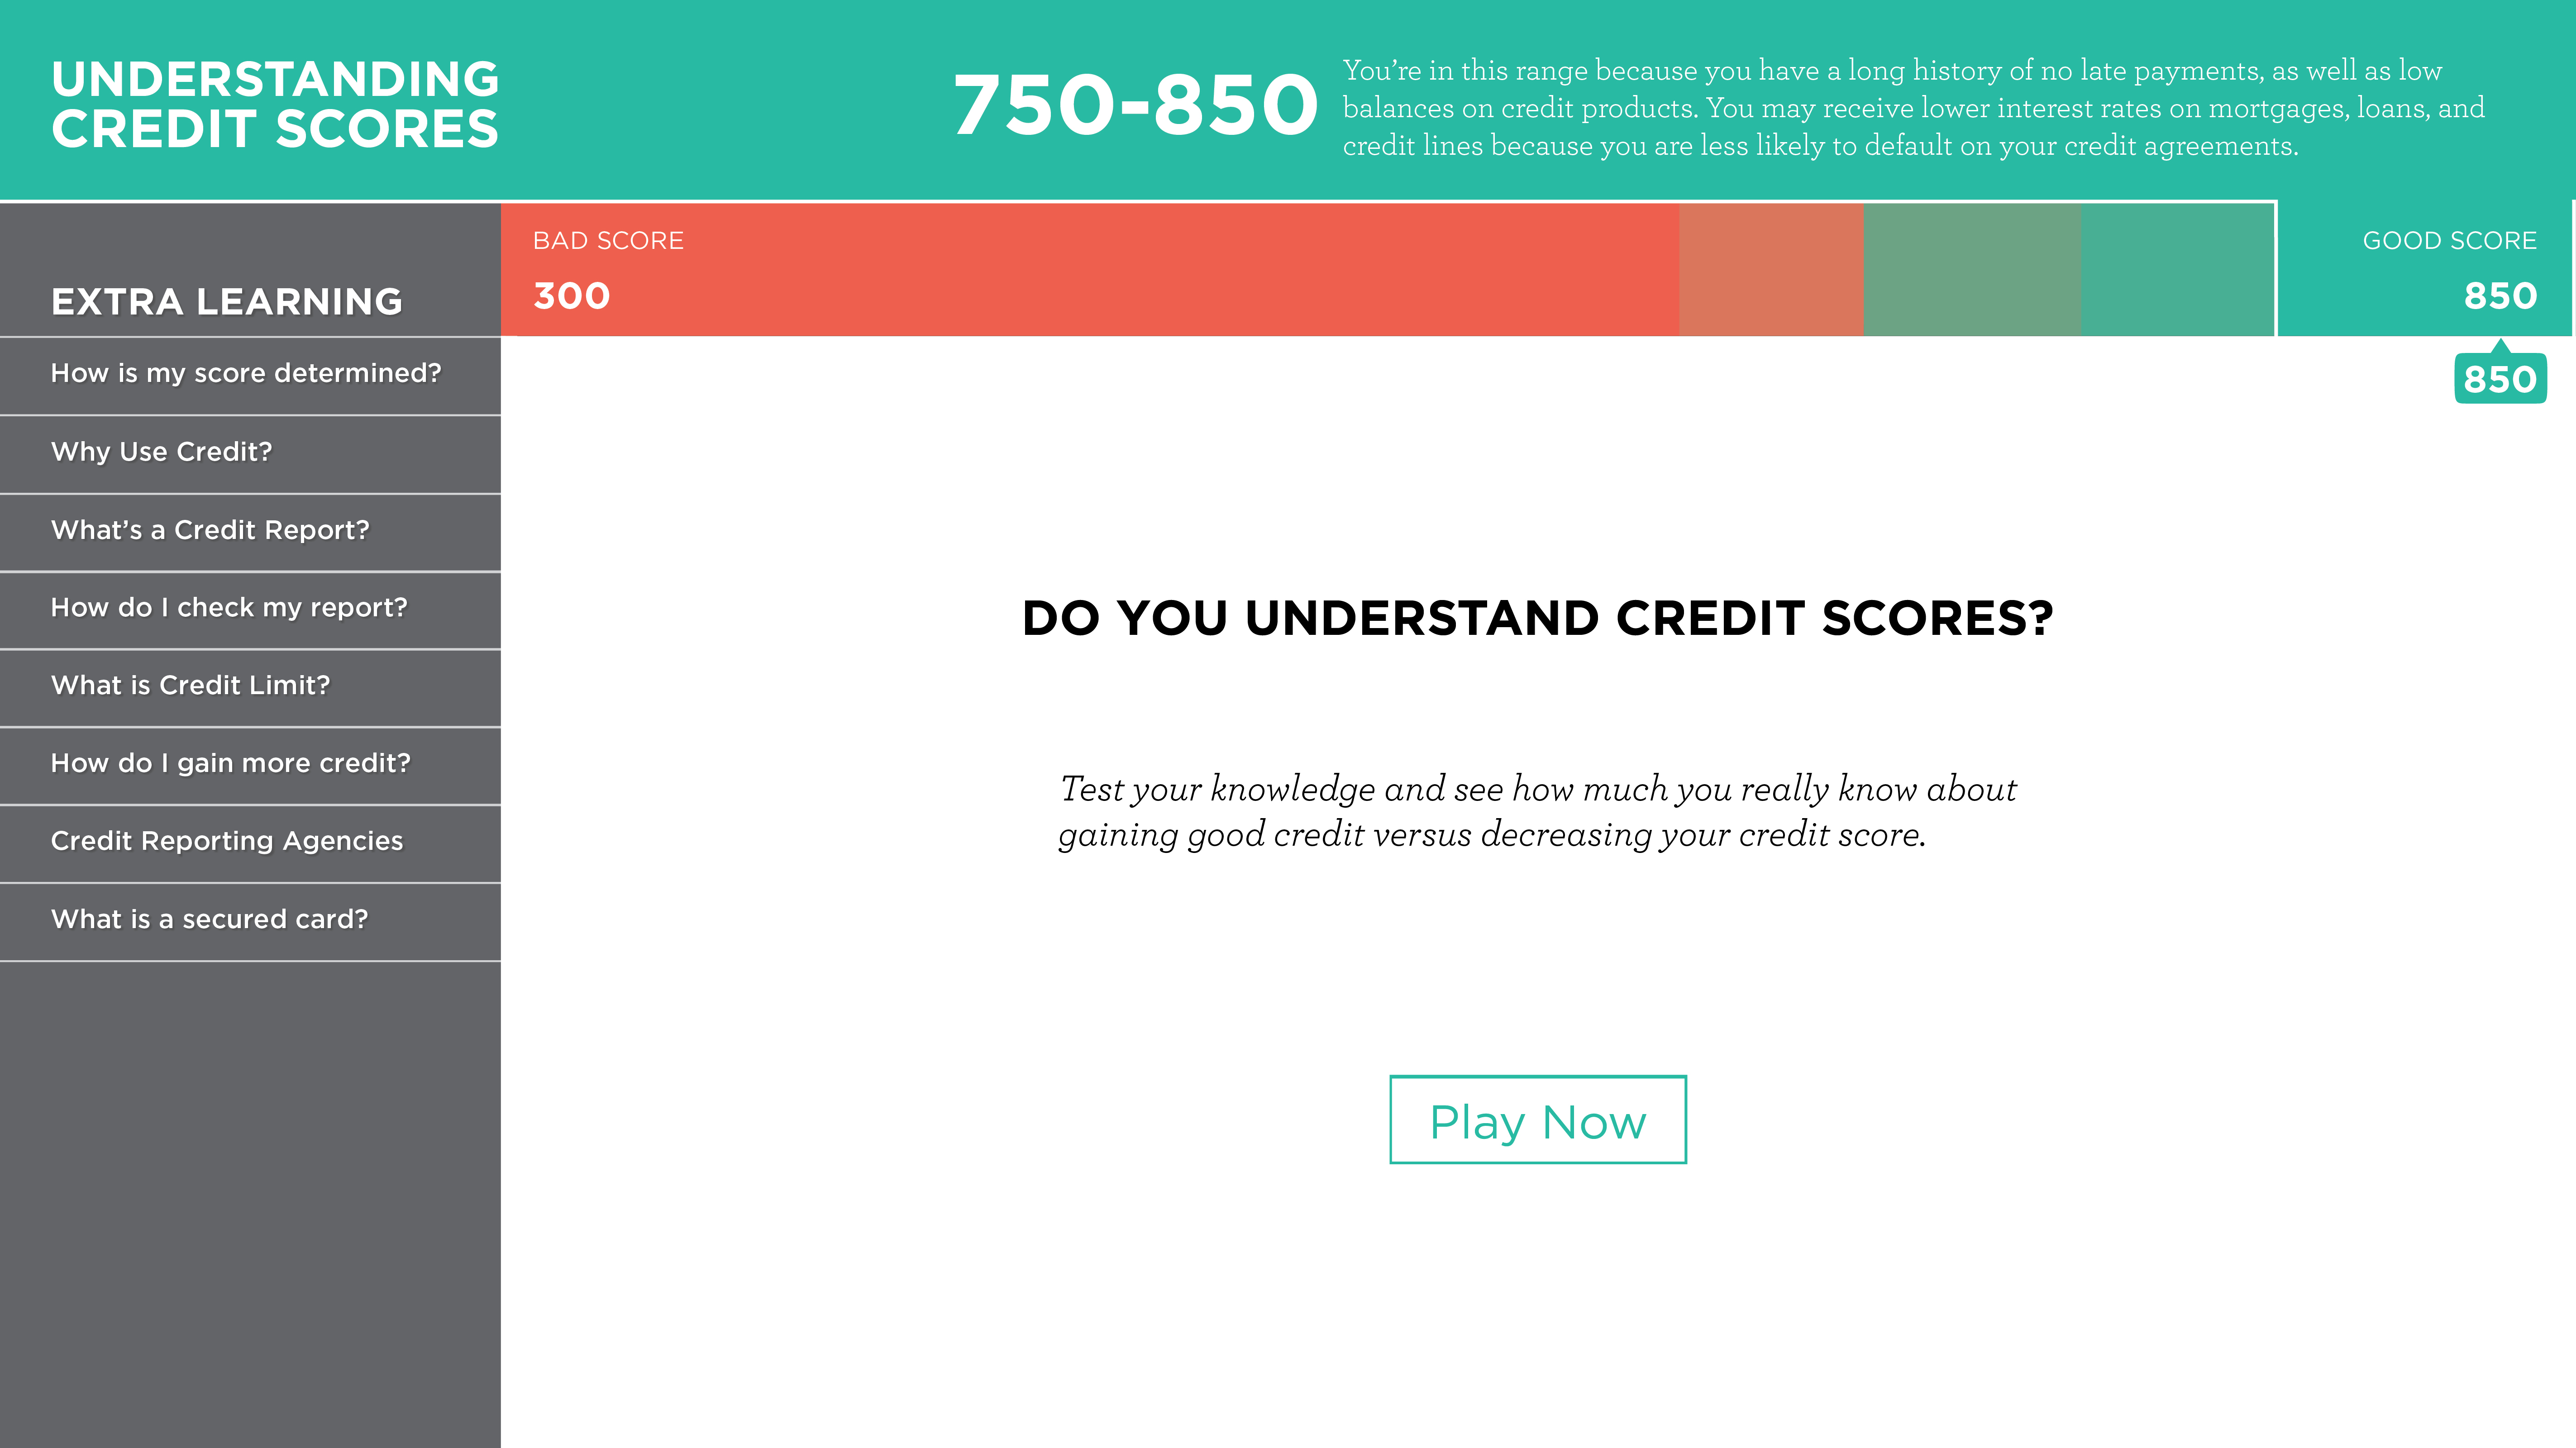 UNDERSTANDING
CREDIT SCORES
750-850
You’re in this range because you have a long history of no late payments, as well as low
balances on credit products. You may receive lower interest rates on mortgages, loans, and
credit lines because you are less likely to default on your credit agreements.
BAD SCORE
300
GOOD SCORE
850
850
EXTRA LEARNING
How is my score determined?
Why Use Credit?
What’s a Credit Report?
How do I check my report?
What is Credit Limit?
How do I gain more credit?
Credit Reporting Agencies
What is a secured card?
DO YOU UNDERSTAND CREDIT SCORES?
Test your knowledge and see how much you really know about
gaining good credit versus decreasing your credit score.
Play Now